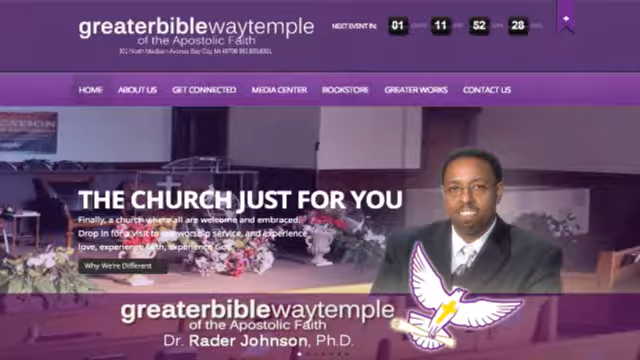 greaterbiblewaytemple
of the Apostolic Faith
NEXT EVENT IN: 01 11 52 28
HOME ABOUT US GET CONNECTED MEDIA CENTER BOOKSTORE GREATER WORKS CONTACT US
THE CHURCH JUST FOR YOU
Finally, a church where all are welcome and embraced.
Drop in for a visit to our worship service, and experience
love, experience faith, experience God.
Why We're Different
greaterbiblewaytemple
of the Apostolic Faith
Dr. Rader Johnson, Ph.D.